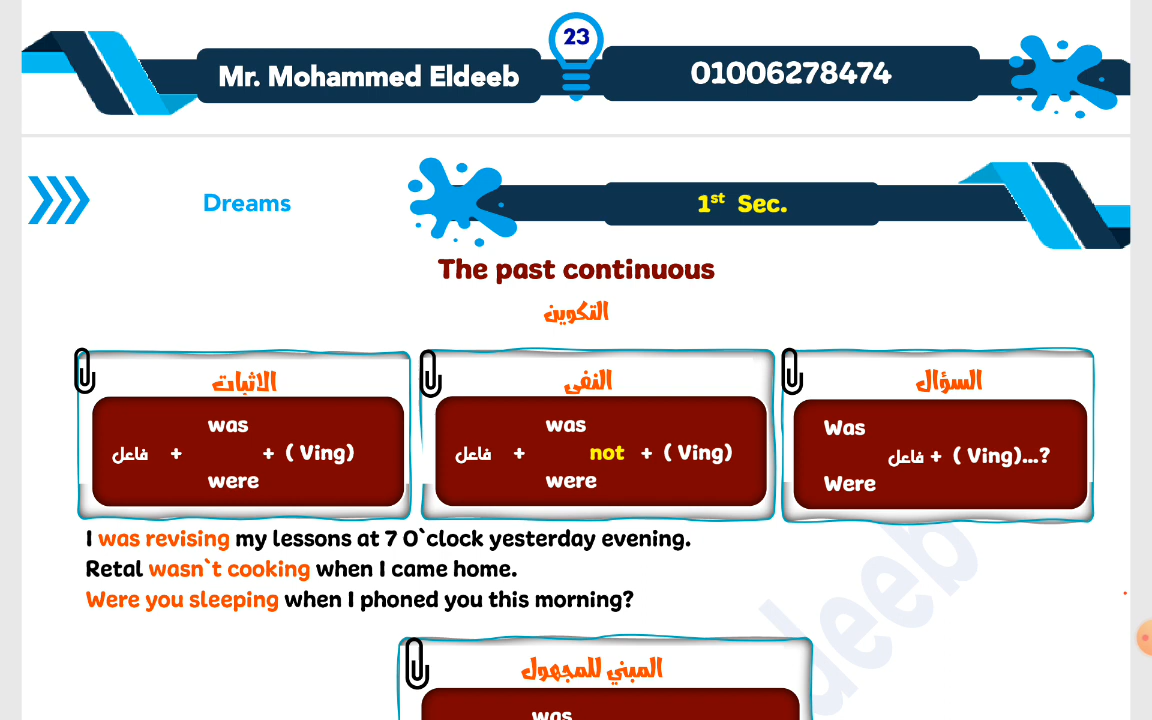 Mr. Mohammed Eldeeb 23 01006278474
Dreams 1st Sec.
The past continuous
التكوين
الاثبات
was
فاعل + + ( Ving)
were
النفى
was
فاعل + not + ( Ving)
were
السؤال
Was
فاعل + ( Ving)...?
Were
I was revising my lessons at 7 O`clock yesterday evening.
Retal wasn`t cooking when I came home.
Were you sleeping when I phoned you this morning?
المبني للمجهول
was
deeb